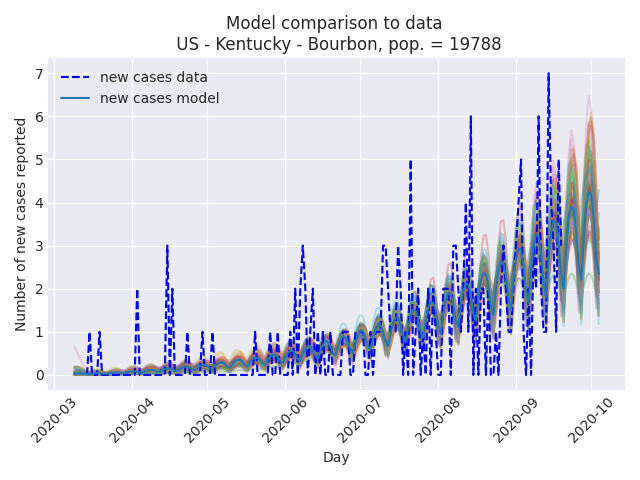 Model comparison to data
US - Kentucky - Bourbon, pop. = 19788
new cases data
new cases model
Number of new cases reported
7
6
5
4
3
2
1
0
2020-03
2020-04
2020-05
2020-06
2020-07
2020-08
2020-09
2020-10
Day